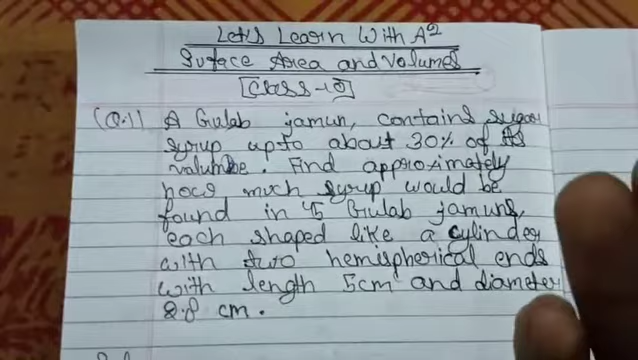 Let's Learn With A²
Surface Area and Volumes
[Class-10]
(Q.1) A Gulab jamun, contains sugar
syrup upto about 30% of its
volumbe. Find approximately
how much syrup would be
found in 45 Gulab jamuns,
each shaped like a cylinder
with two hemispherical ends
with length 5cm and diameter
2.8 cm.